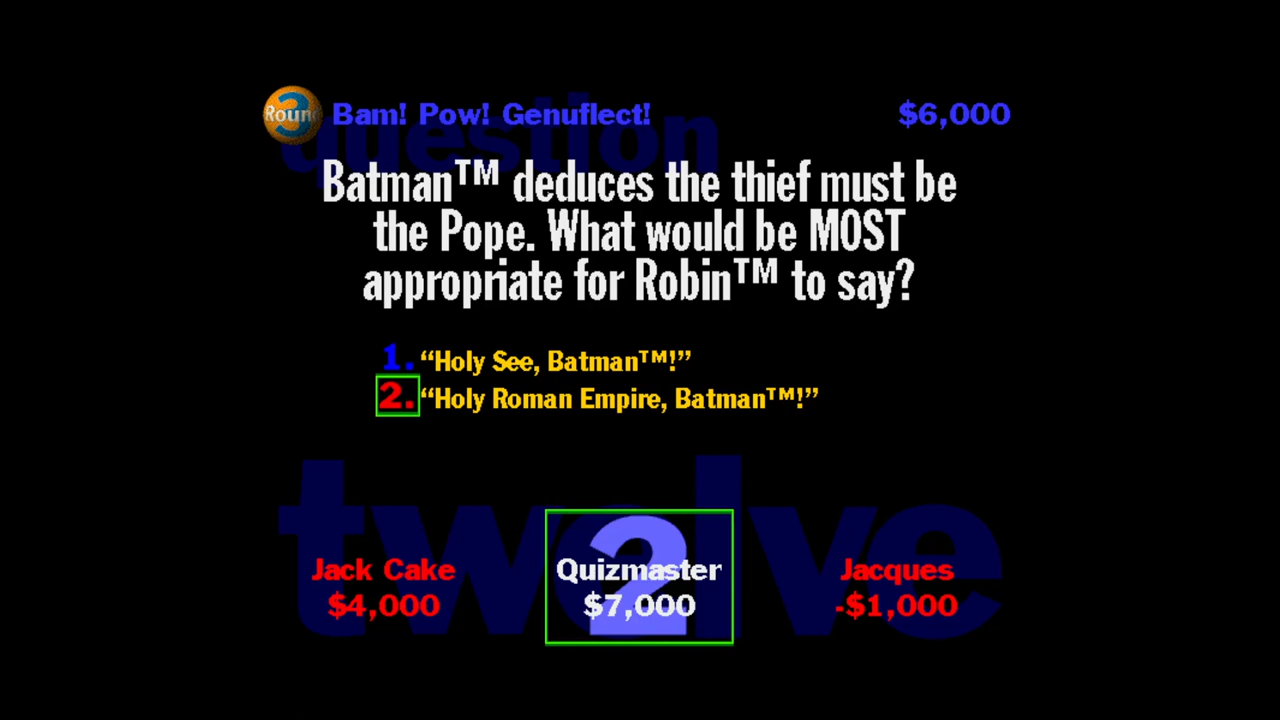 Round 3 Bam! Pow! Genuflect! $6,000
question
Batman™ deduces the thief must be
the Pope. What would be MOST
appropriate for Robin™ to say?
1. “Holy See, Batman™!”
2. “Holy Roman Empire, Batman™!”
twelve
2
Jack Cake Quizmaster Jacques
$4,000 $7,000 -$1,000